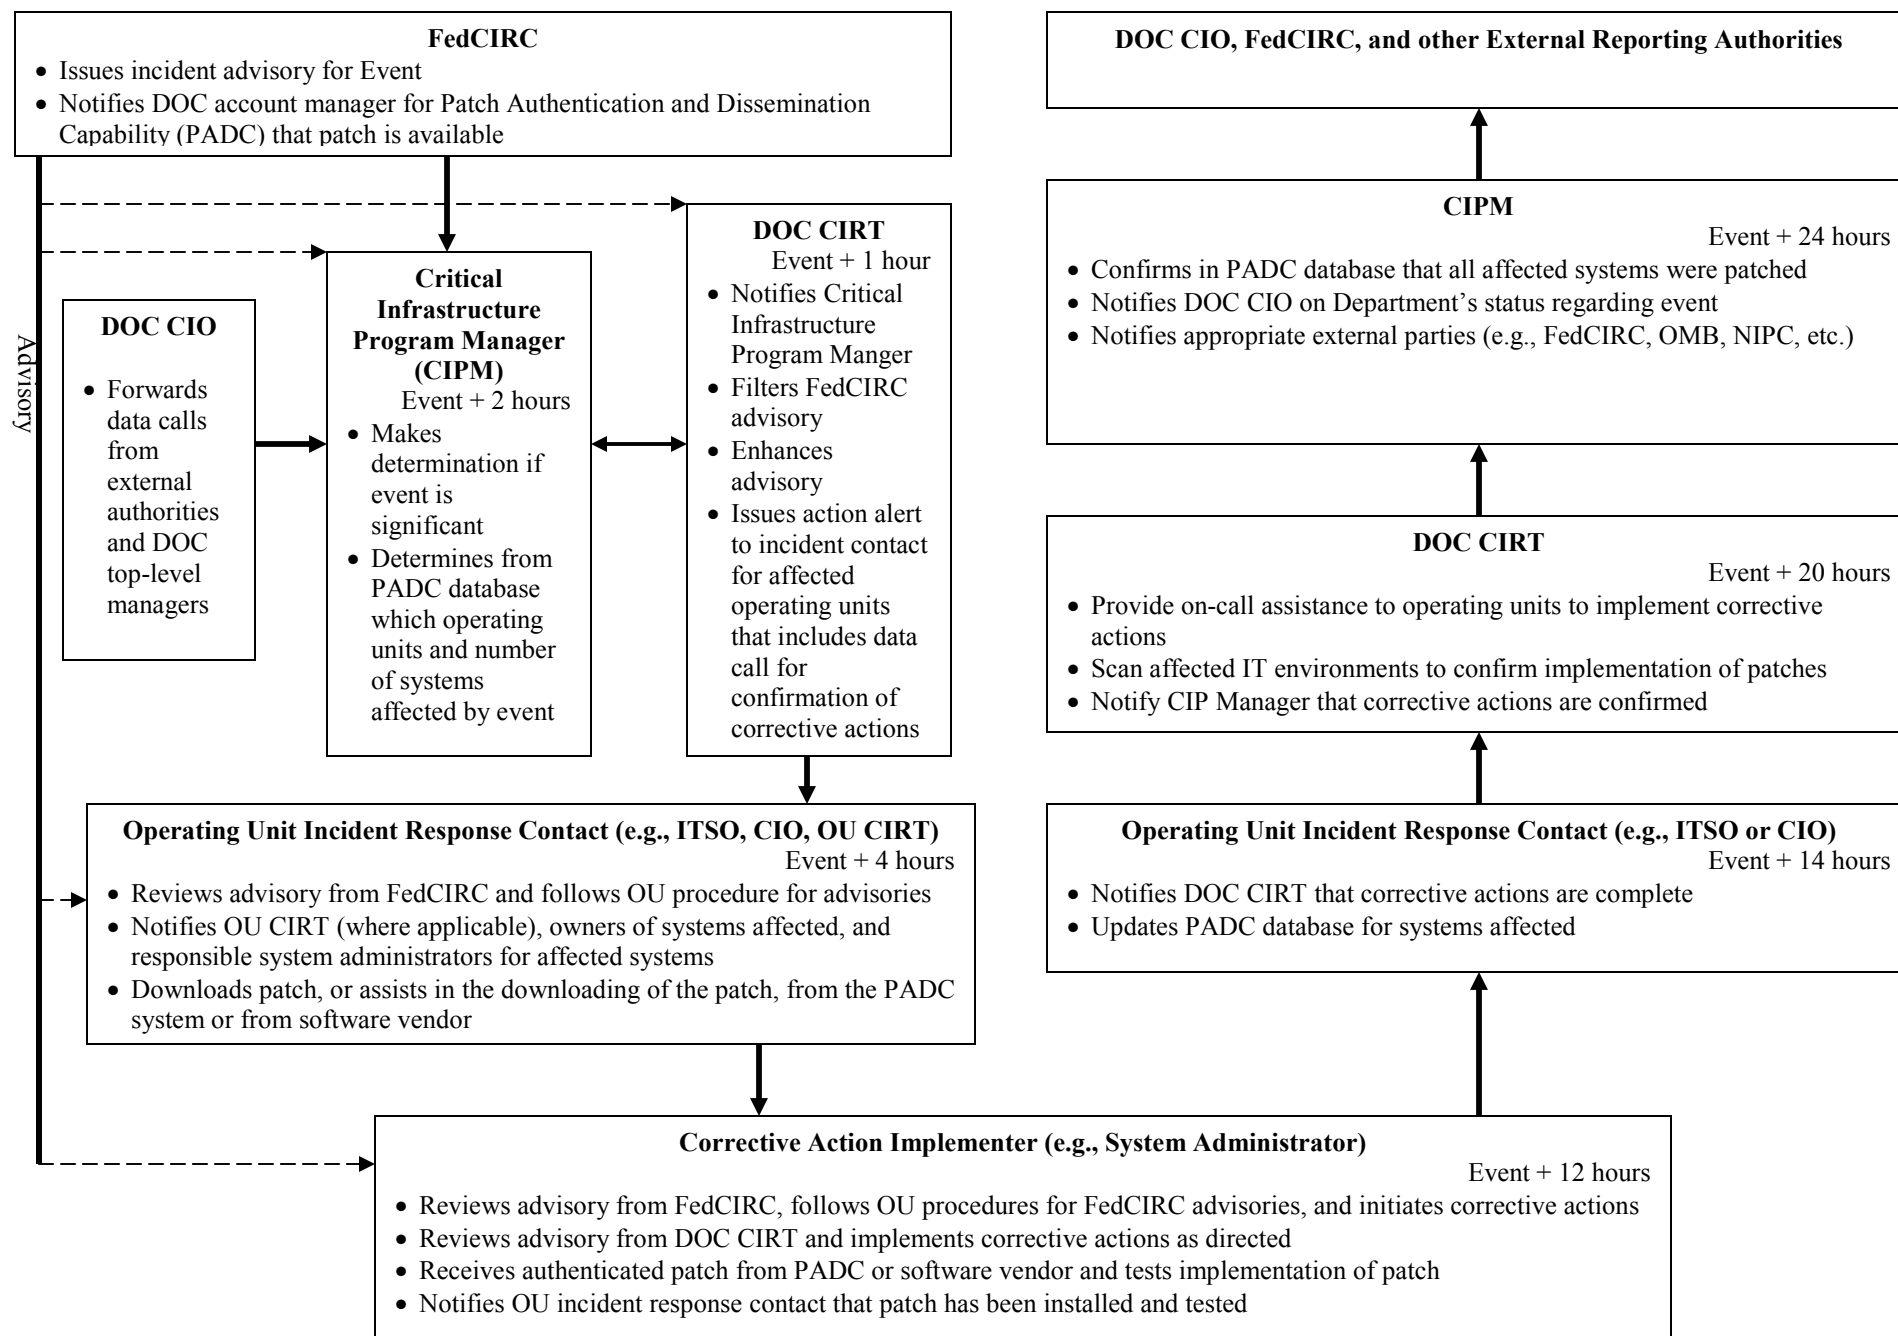 FedCIRC
• Issues incident advisory for Event
• Notifies DOC account manager for Patch Authentication and Dissemination
Capability (PADC) that patch is available
Advisory
DOC CIO
• Forwards
data calls
from
external
authorities
and DOC
top-level
managers
Critical
Infrastructure
Program Manager
(CIPM)
Event + 2 hours
• Makes
determination if
event is
significant
• Determines from
PADC database
which operating
units and number
of systems
affected by event
DOC CIRT
Event + 1 hour
• Notifies Critical
Infrastructure
Program Manger
• Filters FedCIRC
advisory
• Enhances
advisory
• Issues action alert
to incident contact
for affected
operating units
that includes data
call for
confirmation of
corrective actions
Operating Unit Incident Response Contact (e.g., ITSO, CIO, OU CIRT)
Event + 4 hours
• Reviews advisory from FedCIRC and follows OU procedure for advisories
• Notifies OU CIRT (where applicable), owners of systems affected, and
responsible system administrators for affected systems
• Downloads patch, or assists in the downloading of the patch, from the PADC
system or from software vendor
Corrective Action Implementer (e.g., System Administrator)
Event + 12 hours
• Reviews advisory from FedCIRC, follows OU procedures for FedCIRC advisories, and initiates corrective actions
• Reviews advisory from DOC CIRT and implements corrective actions as directed
• Receives authenticated patch from PADC or software vendor and tests implementation of patch
• Notifies OU incident response contact that patch has been installed and tested
Operating Unit Incident Response Contact (e.g., ITSO or CIO)
Event + 14 hours
• Notifies DOC CIRT that corrective actions are complete
• Updates PADC database for systems affected
DOC CIRT
Event + 20 hours
• Provide on-call assistance to operating units to implement corrective
actions
• Scan affected IT environments to confirm implementation of patches
• Notify CIP Manager that corrective actions are confirmed
CIPM
Event + 24 hours
• Confirms in PADC database that all affected systems were patched
• Notifies DOC CIO on Department’s status regarding event
• Notifies appropriate external parties (e.g., FedCIRC, OMB, NIPC, etc.)
DOC CIO, FedCIRC, and other External Reporting Authorities